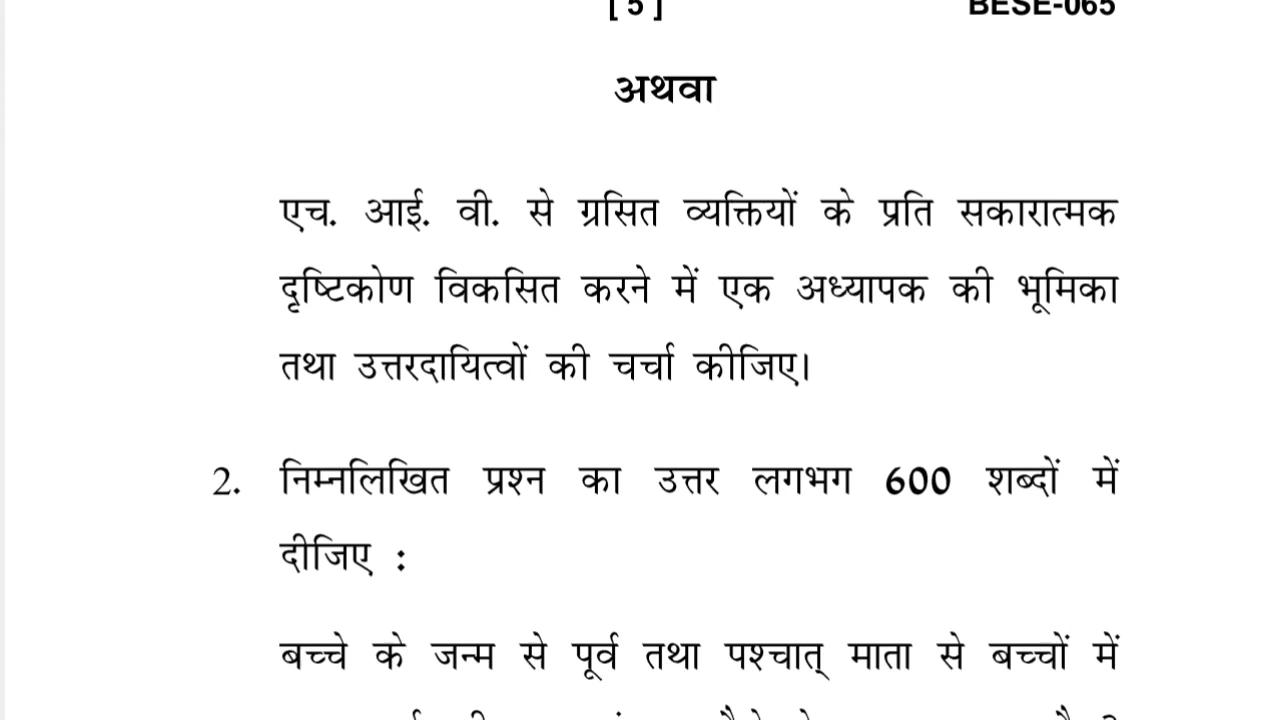 [ 5 ] BESE-065
अथवा
एच. आई. वी. से ग्रसित व्यक्तियों के प्रति सकारात्मक
दृष्टिकोण विकसित करने में एक अध्यापक की भूमिका
तथा उत्तरदायित्वों की चर्चा कीजिए।
2. निम्नलिखित प्रश्न का उत्तर लगभग 600 शब्दों में
दीजिए :
बच्चे के जन्म से पूर्व तथा पश्चात् माता से बच्चों में